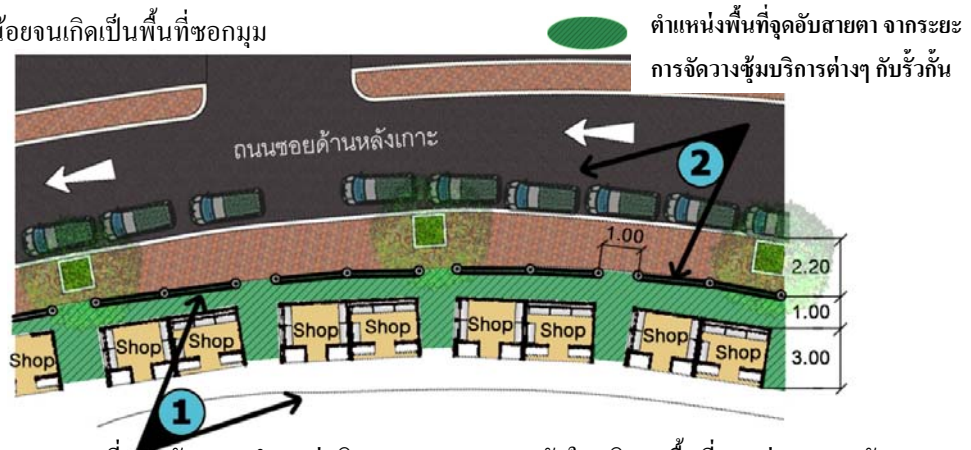 น้อยจนเกิดเป็นพื้นที่ซอกมุม
ตำแหน่งพื้นที่จุดอับสายตา จากระยะ
การจัดวางซุ้มบริการต่างๆ กับรั้วกั้น
ถนนซอยด้านหลังเกาะ
2
1.00
2.20
1.00
3.00
Shop
Shop
Shop
Shop
Shop
Shop
Shop
Shop
Shop
1